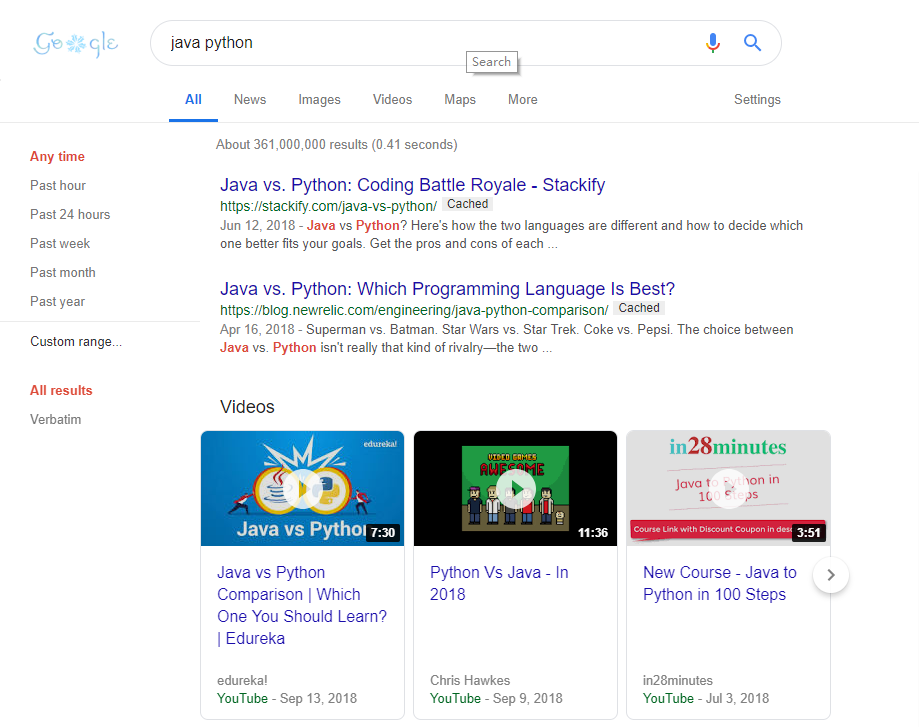 Google
java python
Search
All News Images Videos Maps More Settings
About 361,000,000 results (0.41 seconds)
Any time
Past hour
Past 24 hours
Past week
Past month
Past year
Custom range...
All results
Verbatim
Java vs. Python: Coding Battle Royale - Stackify
https://stackify.com/java-vs-python/ Cached
Jun 12, 2018 - Java vs Python? Here's how the two languages are different and how to decide which
one better fits your goals. Get the pros and cons of each ...
Java vs. Python: Which Programming Language Is Best?
https://blog.newrelic.com/engineering/java-python-comparison/ Cached
Apr 16, 2018 - Superman vs. Batman. Star Wars vs. Star Trek. Coke vs. Pepsi. The choice between
Java vs. Python isn't really that kind of rivalry—the two ...
Videos
edureka!
Java vs Python
7:30
Java vs Python
Comparison | Which
One You Should Learn?
| Edureka
edureka!
YouTube - Sep 13, 2018
VIDEO GAMES
AWESOME
11:36
Python Vs Java - In
2018
Chris Hawkes
YouTube - Sep 9, 2018
in28minutes
Java to Python in
100 Steps
Course Link with Discount Coupon in desc
3:51
New Course - Java to
Python in 100 Steps
in28minutes
YouTube - Jul 3, 2018